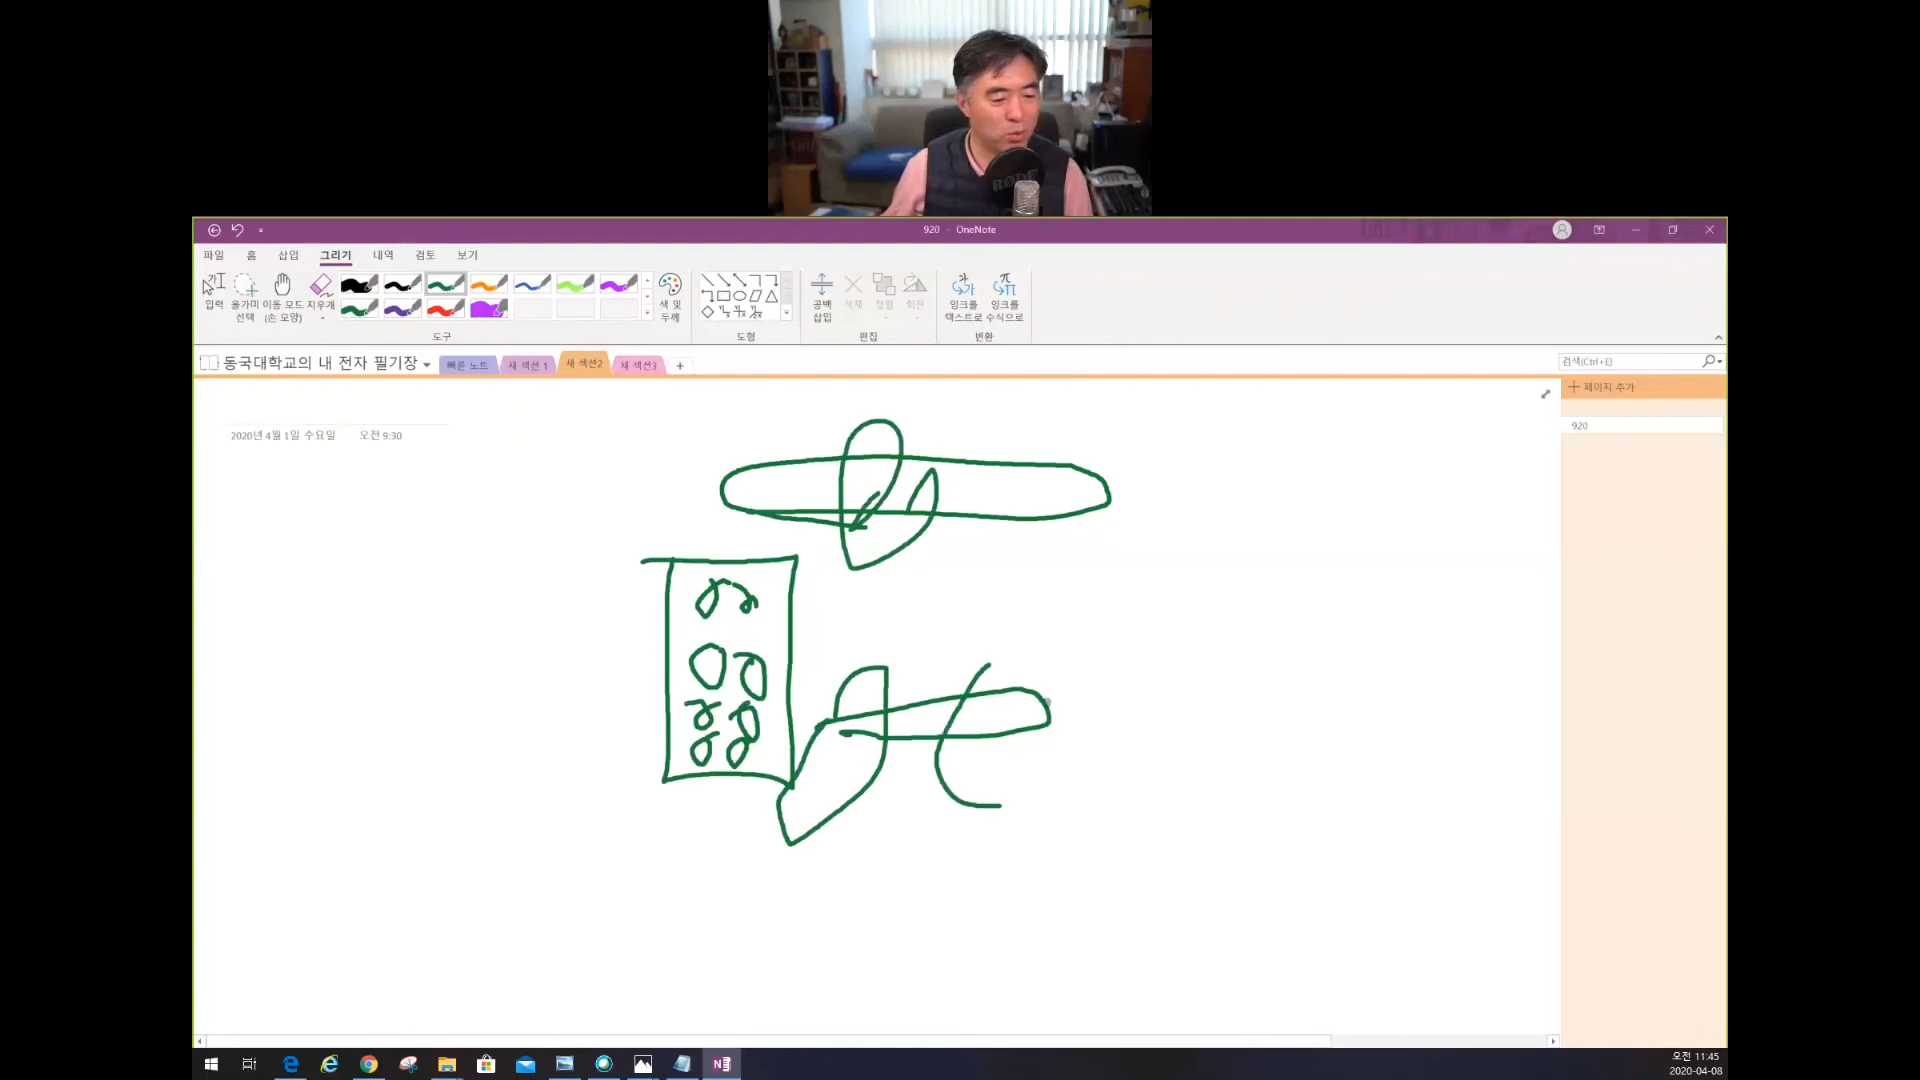 RØDE
920 - OneNote
파일 홈 삽입 그리기 내역 검토 보기
입력 올가미 선택 이동 모드 (손 모양) 지우개 색 및 두께 공백 삽입 삭제 정렬 회전 잉크를 텍스트로 잉크를 수식으로
도구 도형 편집 변환
동국대학교의 내 전자 필기장 빠른 노트 새 섹션 1 새 섹션2 새 섹션3 + 검색(Ctrl+E)
페이지 추가
920
2020년 4월 1일 수요일 오전 9:30
오전 11:45
2020-04-08